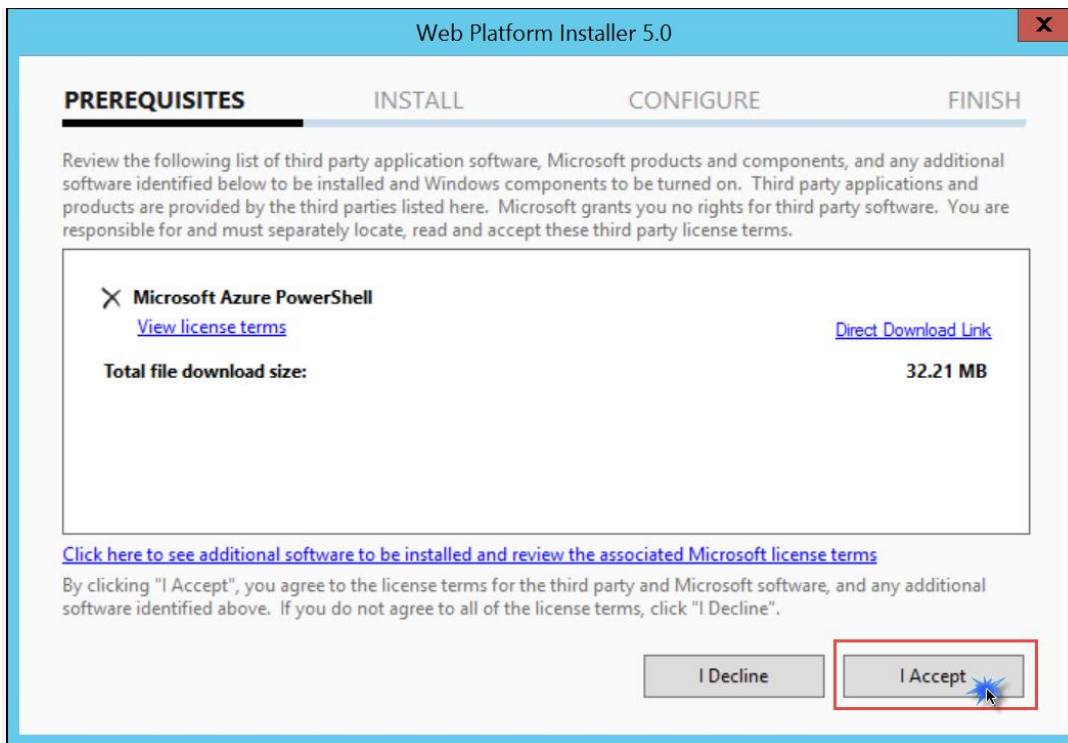 Web Platform Installer 5.0
X
PREREQUISITES INSTALL CONFIGURE FINISH
Review the following list of third party application software, Microsoft products and components, and any additional
software identified below to be installed and Windows components to be turned on. Third party applications and
products are provided by the third parties listed here. Microsoft grants you no rights for third party software. You are
responsible for and must separately locate, read and accept these third party license terms.
Microsoft Azure PowerShell
View license terms Direct Download Link
Total file download size: 32.21 MB
Click here to see additional software to be installed and review the associated Microsoft license terms
By clicking "I Accept", you agree to the license terms for the third party and Microsoft software, and any additional
software identified above. If you do not agree to all of the license terms, click "I Decline".
I Decline I Accept